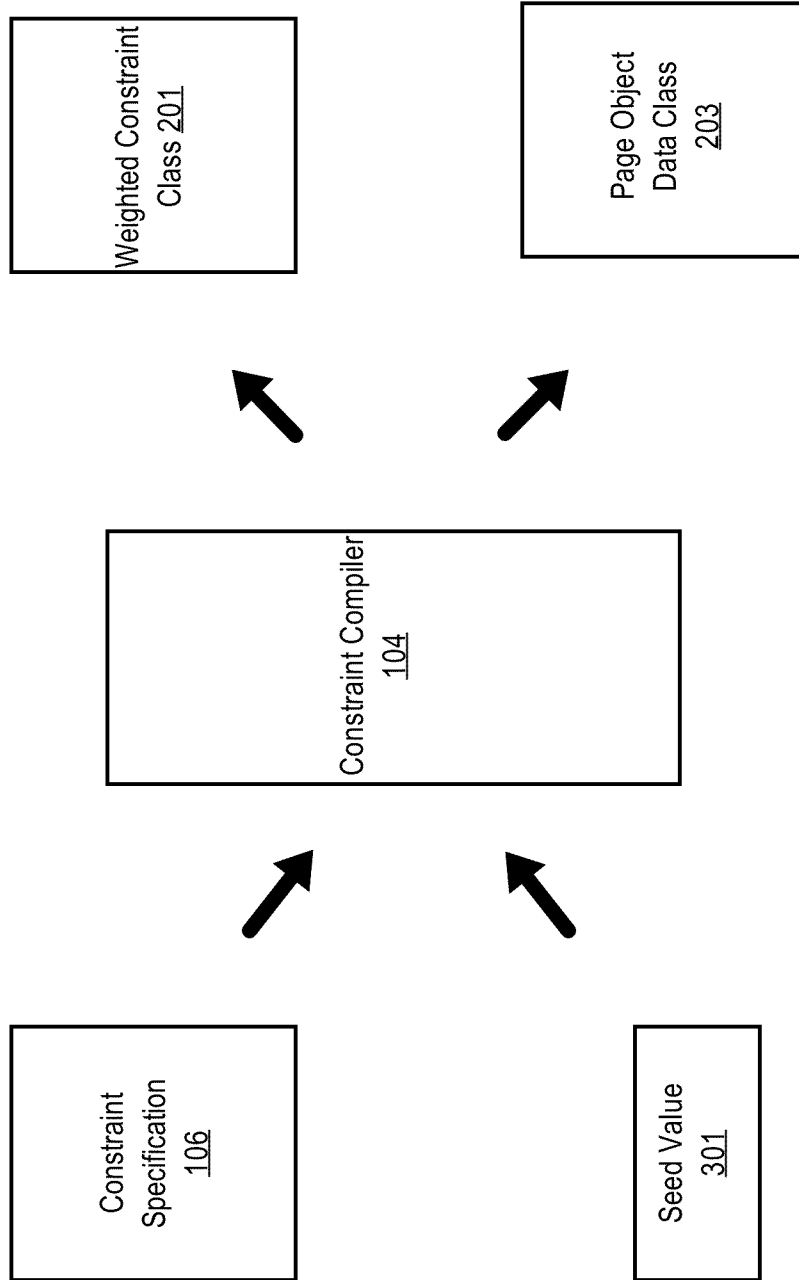 Constraint
Specification
106
Seed Value
301
Constraint Compiler
104
Weighted Constraint
Class 201
Page Object
Data Class
203